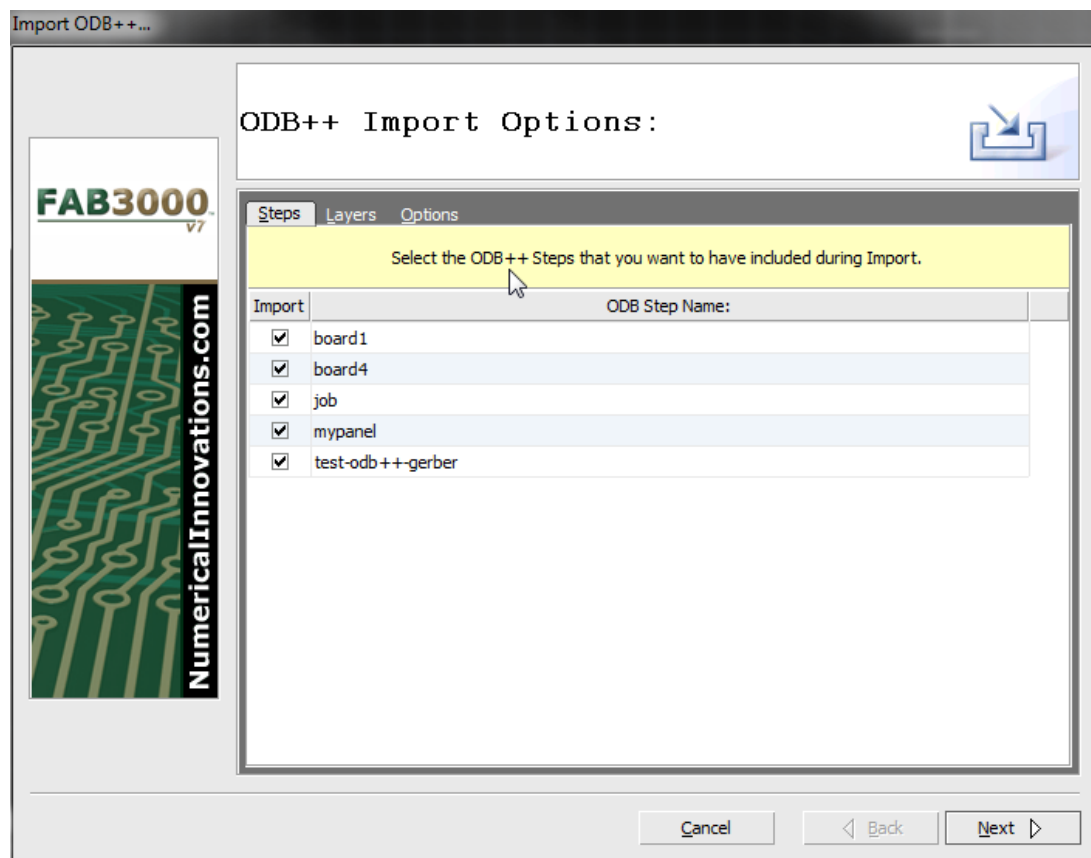 Import ODB++...
ODB++ Import Options:
FAB3000
V7
NumericalInnovations.com
Steps Layers Options
Select the ODB++ Steps that you want to have included during Import.
Import ODB Step Name:
board1
board4
job
mypanel
test-odb++-gerber
Cancel Back Next